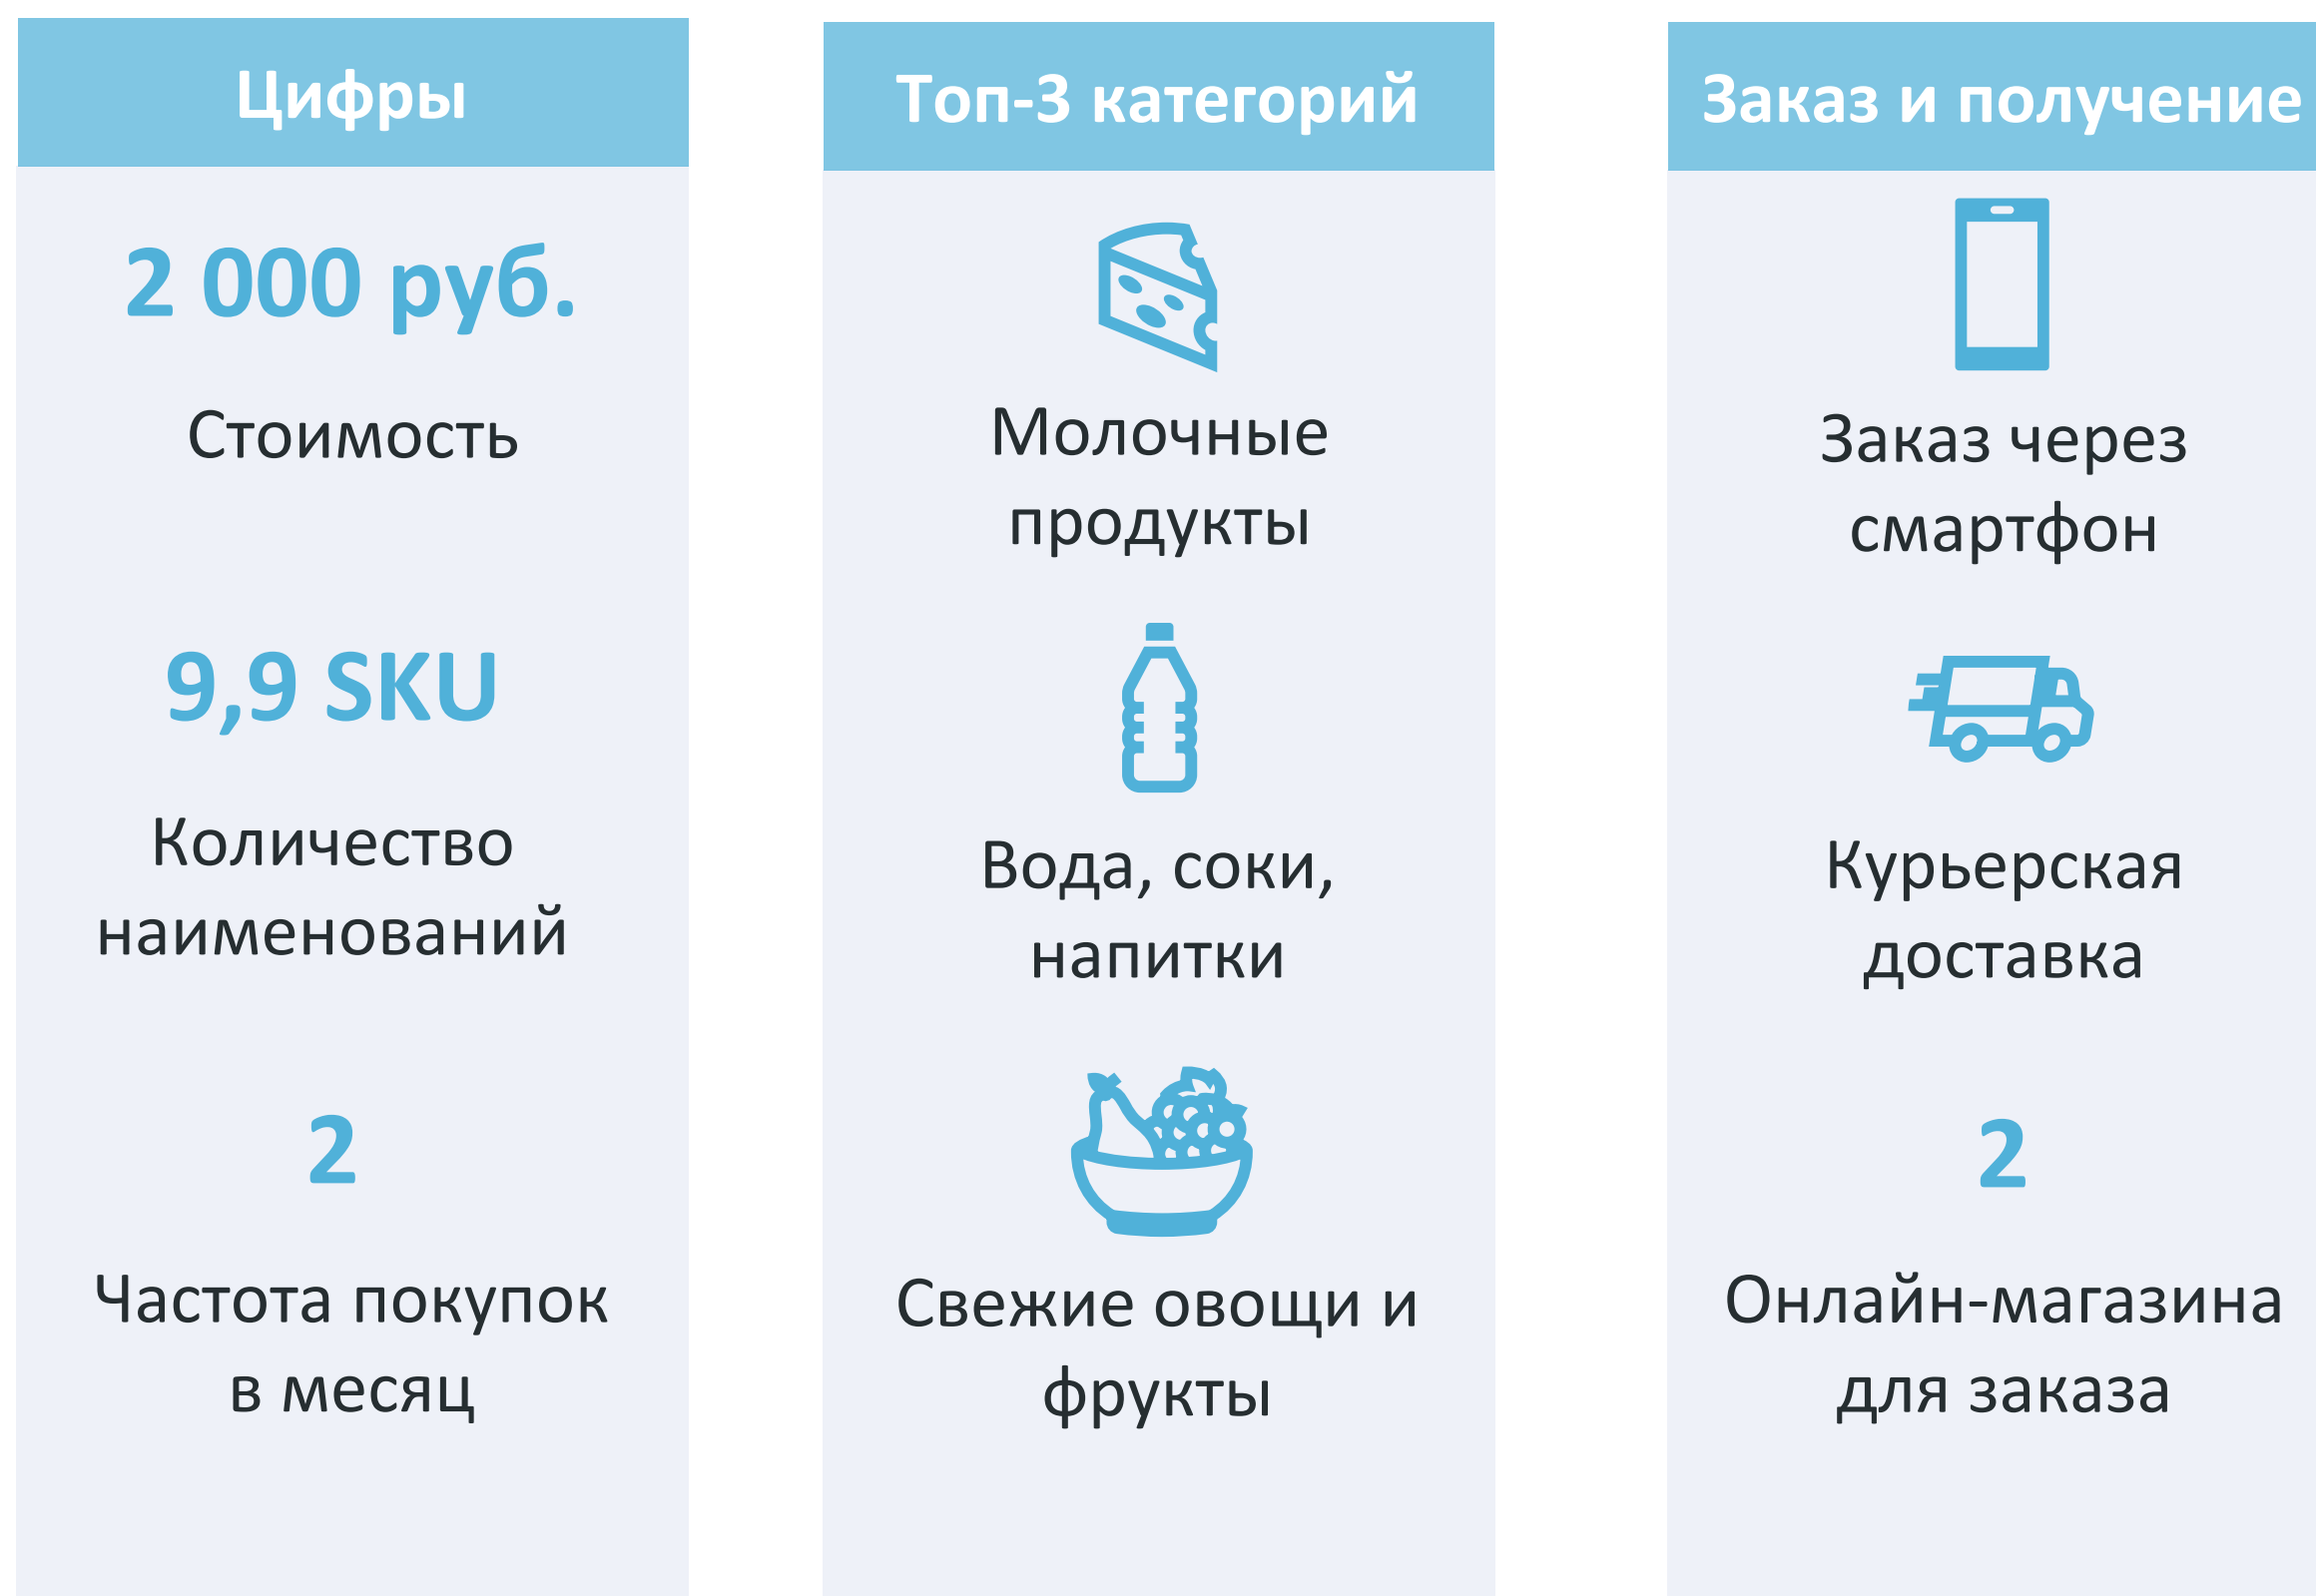 Цифры
2 000 руб.
Стоимость
9,9 SKU
Количество
наименований
2
Частота покупок
в месяц
Топ-3 категорий
Молочные
продукты
Вода, соки,
напитки
Свежие овощи и
фрукты
Заказ и получение
Заказ через
смартфон
Курьерская
доставка
2
Онлайн-магазина
для заказа